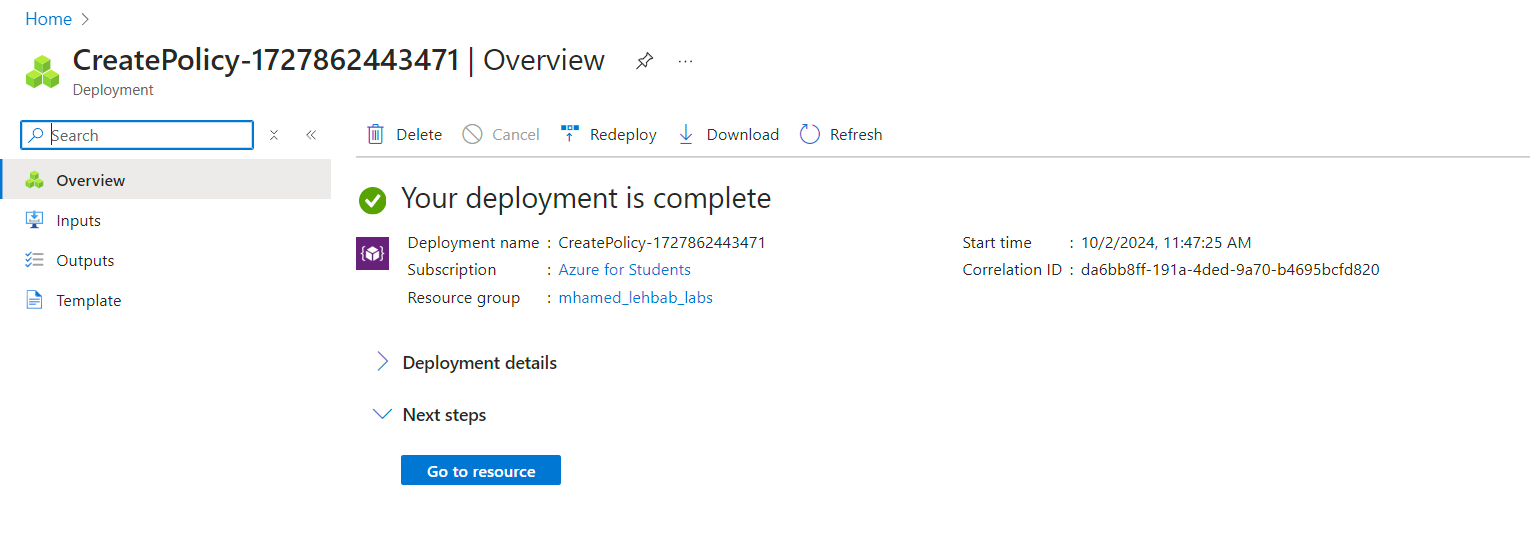 Home
CreatePolicy-1727862443471 | Overview
Deployment
Search
Delete Cancel Redeploy Download Refresh
Overview
Inputs
Outputs
Template
Your deployment is complete
Deployment name : CreatePolicy-1727862443471
Subscription : Azure for Students
Resource group : mhamed_lehbab_labs
Start time : 10/2/2024, 11:47:25 AM
Correlation ID : da6bb8ff-191a-4ded-9a70-b4695bcfd820
Deployment details
Next steps
Go to resource